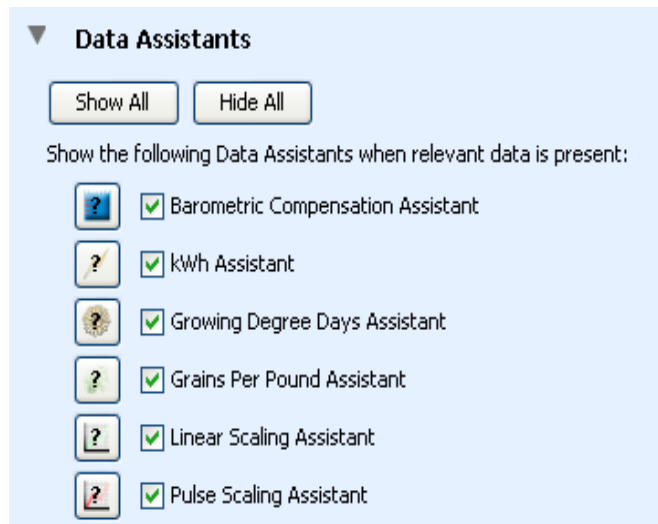 Data Assistants
Show All Hide All
Show the following Data Assistants when relevant data is present:
? Barometric Compensation Assistant
? kWh Assistant
? Growing Degree Days Assistant
? Grains Per Pound Assistant
? Linear Scaling Assistant
? Pulse Scaling Assistant